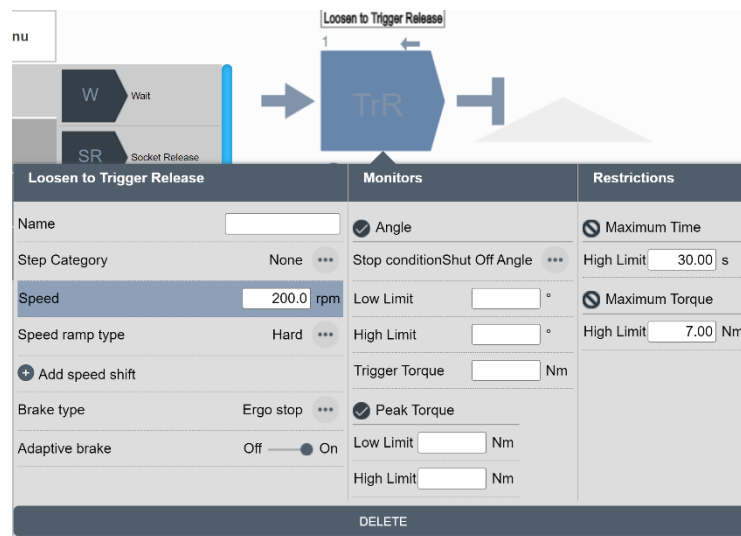 Loosen to Trigger Release
nu
1
TrR
W Wait
SR Socket Release
Loosen to Trigger Release Monitors Restrictions
Name
Step Category None
Speed 200.0 rpm
Speed ramp type Hard
Add speed shift
Brake type Ergo stop
Adaptive brake Off On
Angle
Stop conditionShut Off Angle
Low Limit °
High Limit °
Trigger Torque Nm
Peak Torque
Low Limit Nm
High Limit Nm
Maximum Time
High Limit 30.00 s
Maximum Torque
High Limit 7.00 Nm
DELETE